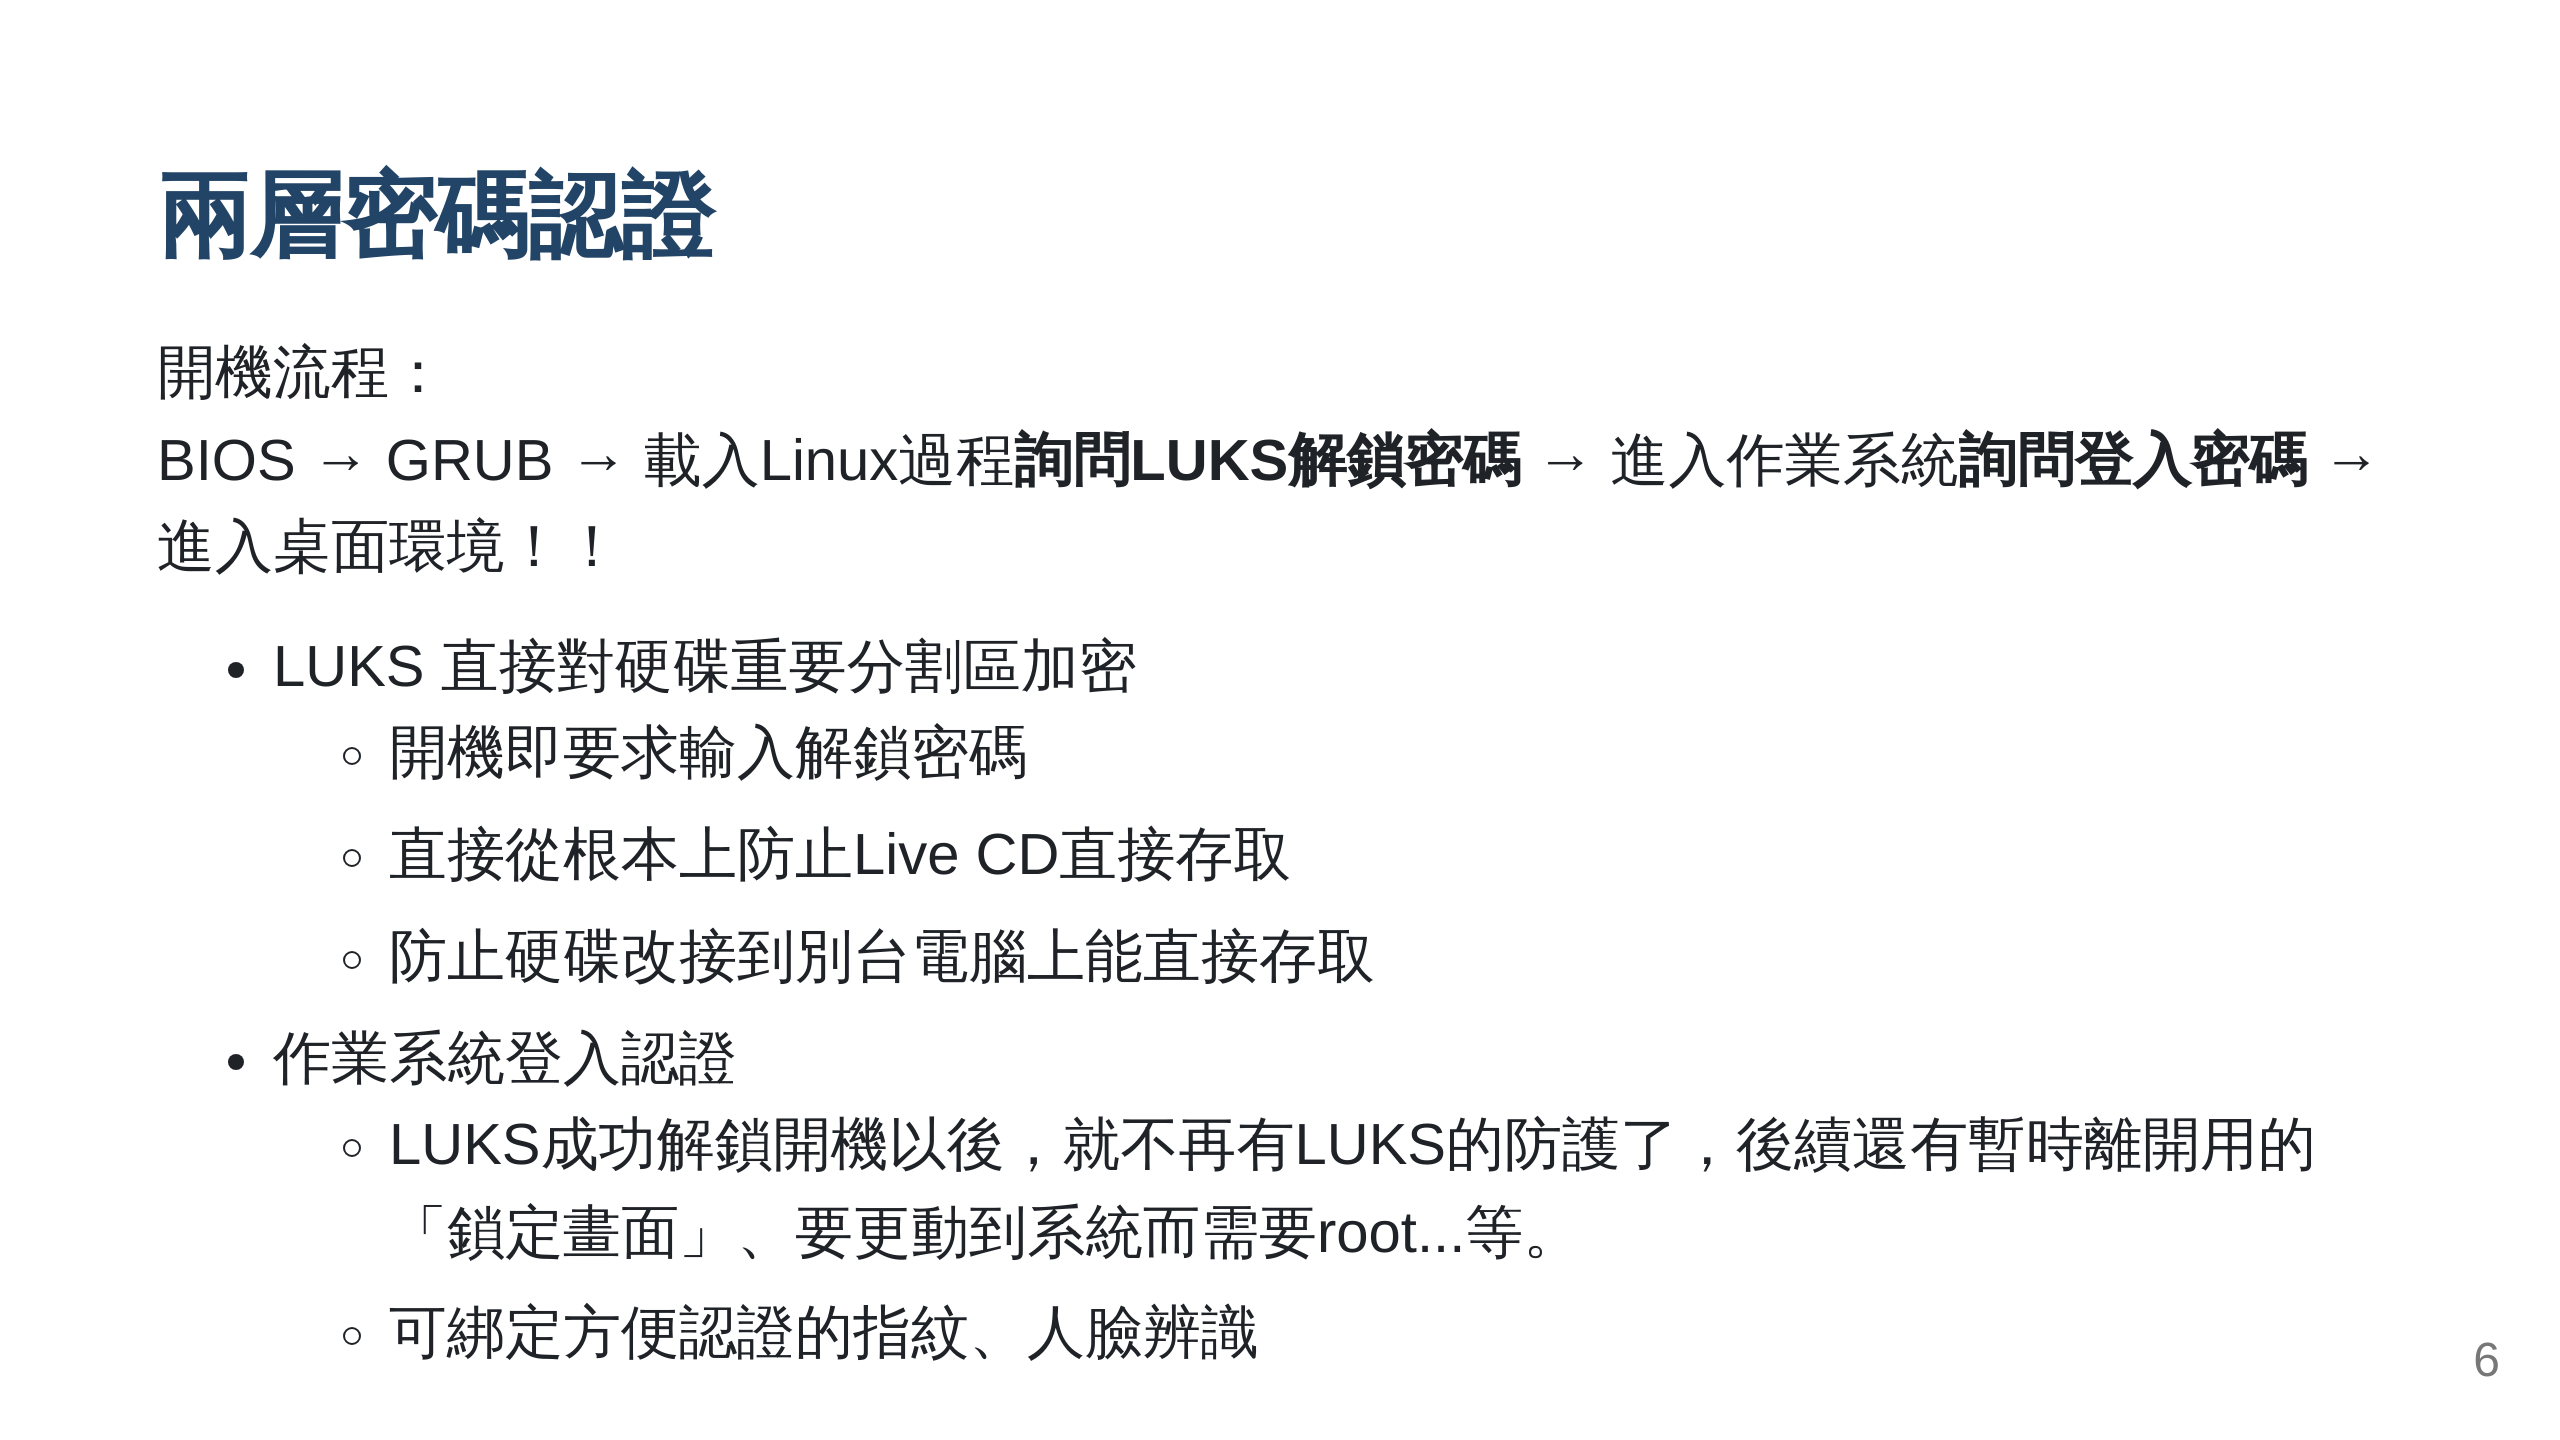 兩層密碼認證
開機流程：
BIOS → GRUB → 載入Linux過程詢問LUKS解鎖密碼 → 進入作業系統詢問登入密碼 →
進入桌面環境！！
• LUKS 直接對硬碟重要分割區加密
○ 開機即要求輸入解鎖密碼
○ 直接從根本上防止Live CD直接存取
○ 防止硬碟改接到別台電腦上能直接存取
• 作業系統登入認證
○ LUKS成功解鎖開機以後，就不再有LUKS的防護了，後續還有暫時離開用的
「鎖定畫面」、要更動到系統而需要root...等。
○ 可綁定方便認證的指紋、人臉辨識
6